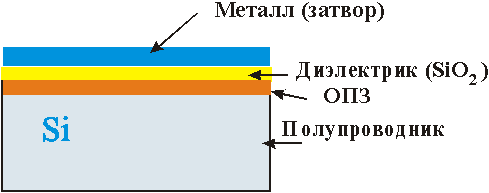 Металл (затвор)
Диэлектрик (SiO₂)
ОПЗ
Полупроводник
Si